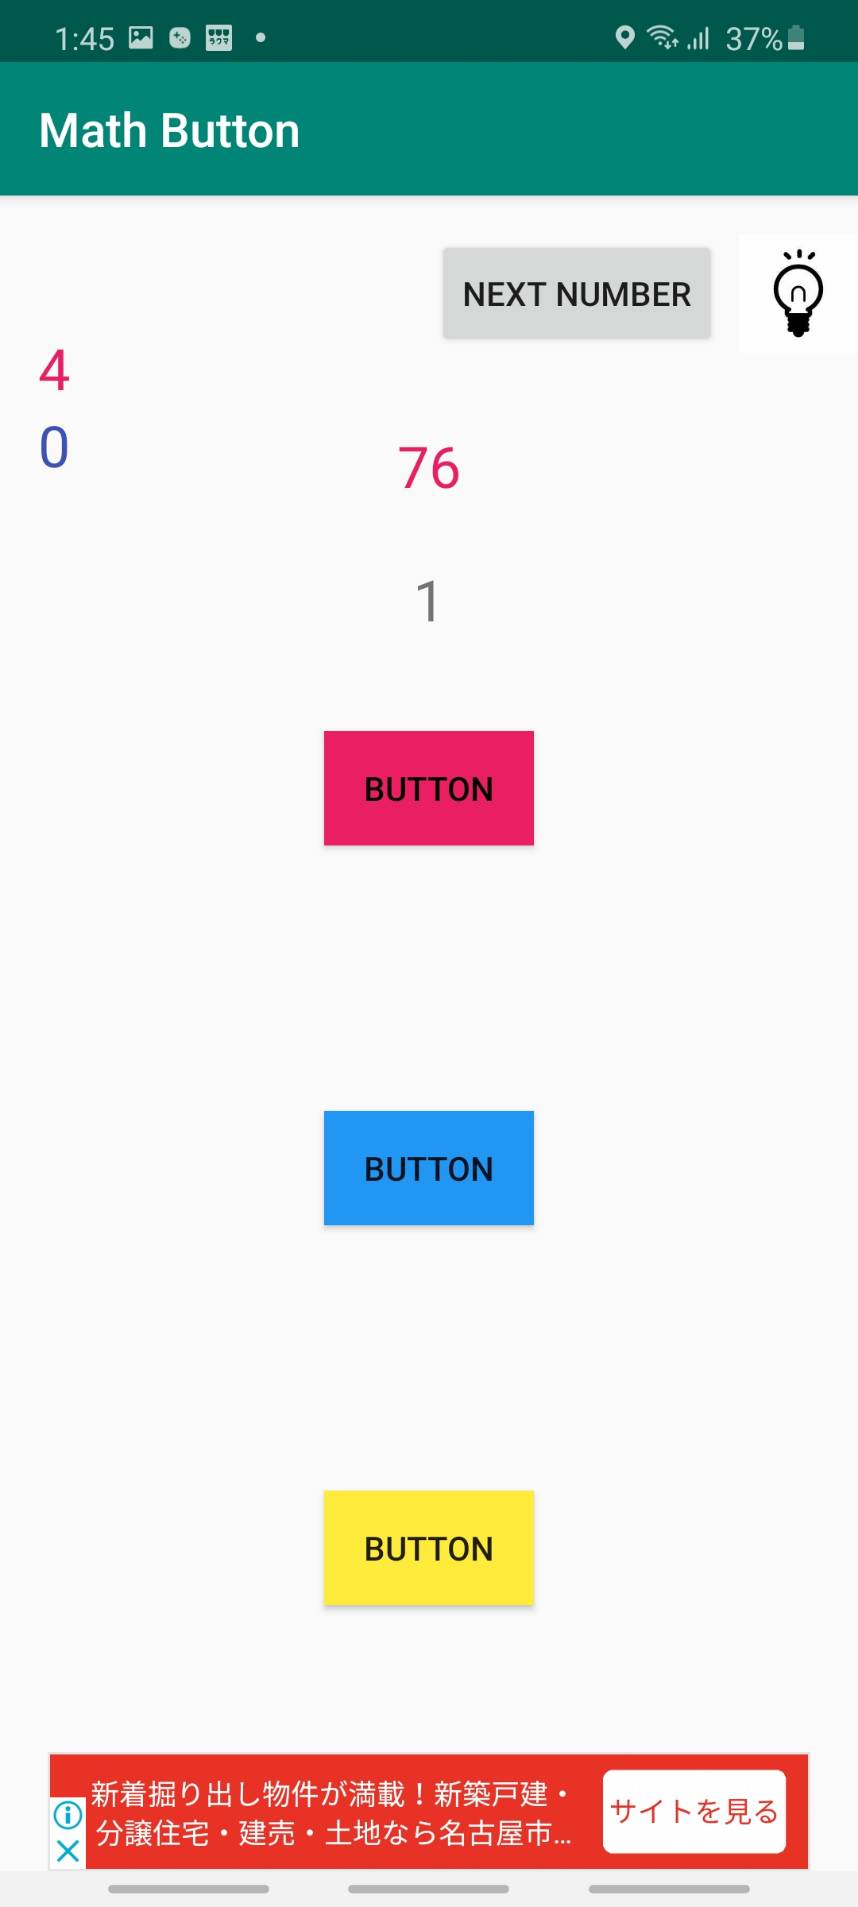 1:45
37%
Math Button
NEXT NUMBER
4
0
76
1
BUTTON
BUTTON
BUTTON
新着掘り出し物件が満載！新築戸建・
分譲住宅・建売・土地なら名古屋市...
サイトを見る